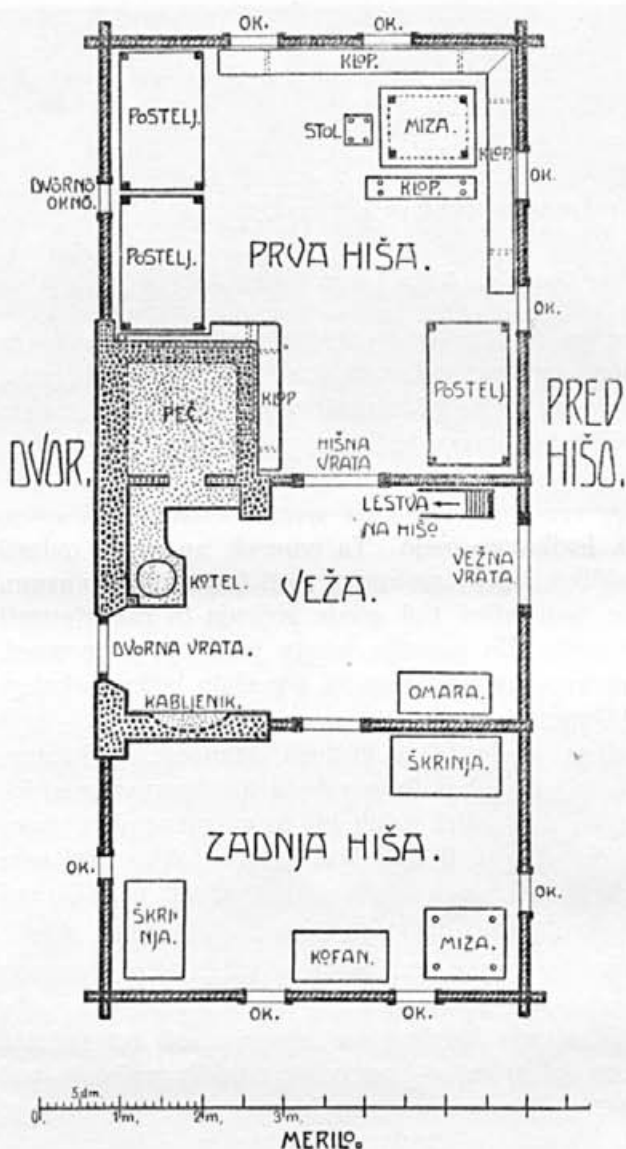 OK. OK.
KLOP.
POSTELJ.
STOL
MIZA.
KLOP.
KLOP.
DVORNO
OKNO.
OK.
POSTELJ.
PRVA HIŠA.
OK.
POSTELJ.
PEČ.
KLOP
HIŠNA
VRATA
DVOR.
PRED
HIŠO.
LESTVA
NA HIŠO
VEŽNA
VRATA
KOTEL.
VEŽA.
DVORNA VRATA.
OMARA.
KABLJENIK.
ŠKRINJA.
ZADNJA HIŠA.
OK.
OK.
ŠKRI-
NJA.
KOFAN.
MIZA.
OK. OK.
5.dm.
0. 1m. 2m. 3m.
MERILO.